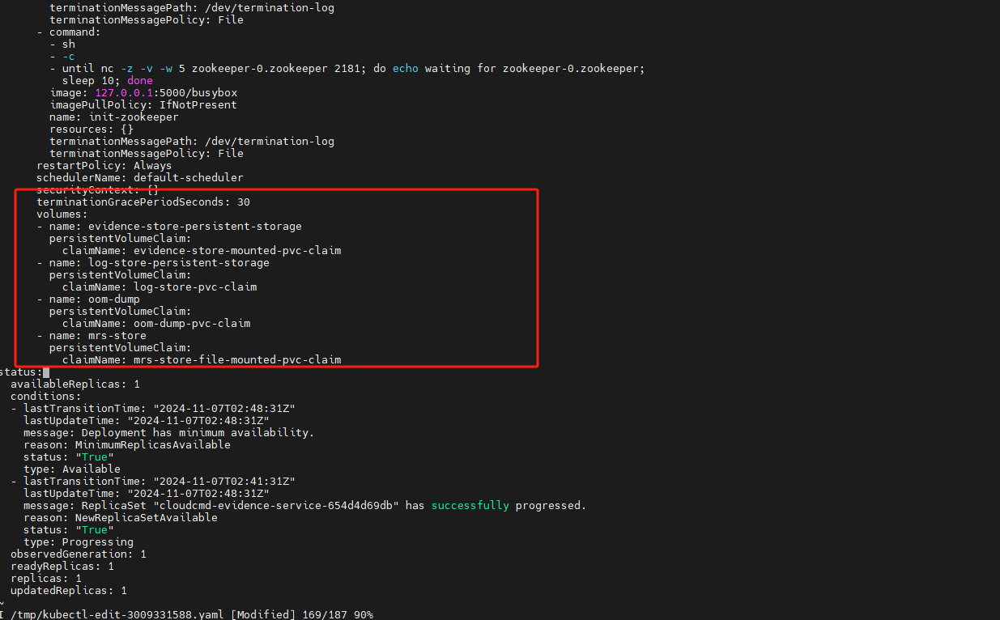 terminationMessagePath: /dev/termination-log
terminationMessagePolicy: File
- command:
- sh
- -c
- until nc -z -v -w 5 zookeeper-0.zookeeper 2181; do echo waiting for zookeeper-0.zookeeper;
sleep 10; done
image: 127.0.0.1:5000/busybox
imagePullPolicy: IfNotPresent
name: init-zookeeper
resources: {}
terminationMessagePath: /dev/termination-log
terminationMessagePolicy: File
restartPolicy: Always
schedulerName: default-scheduler
securityContext: {}
terminationGracePeriodSeconds: 30
volumes:
- name: evidence-store-persistent-storage
persistentVolumeClaim:
claimName: evidence-store-mounted-pvc-claim
- name: log-store-persistent-storage
persistentVolumeClaim:
claimName: log-store-pvc-claim
- name: oom-dump
persistentVolumeClaim:
claimName: oom-dump-pvc-claim
- name: mrs-store
persistentVolumeClaim:
claimName: mrs-store-file-mounted-pvc-claim
status:
availableReplicas: 1
conditions:
- lastTransitionTime: "2024-11-07T02:48:31Z"
lastUpdateTime: "2024-11-07T02:48:31Z"
message: Deployment has minimum availability.
reason: MinimumReplicasAvailable
status: "True"
type: Available
- lastTransitionTime: "2024-11-07T02:41:31Z"
lastUpdateTime: "2024-11-07T02:48:31Z"
message: ReplicaSet "cloudcmd-evidence-service-654d4d69db" has successfully progressed.
reason: NewReplicaSetAvailable
status: "True"
type: Progressing
observedGeneration: 1
readyReplicas: 1
replicas: 1
updatedReplicas: 1
~
I /tmp/kubectl-edit-3009331588.yaml [Modified] 169/187 90%